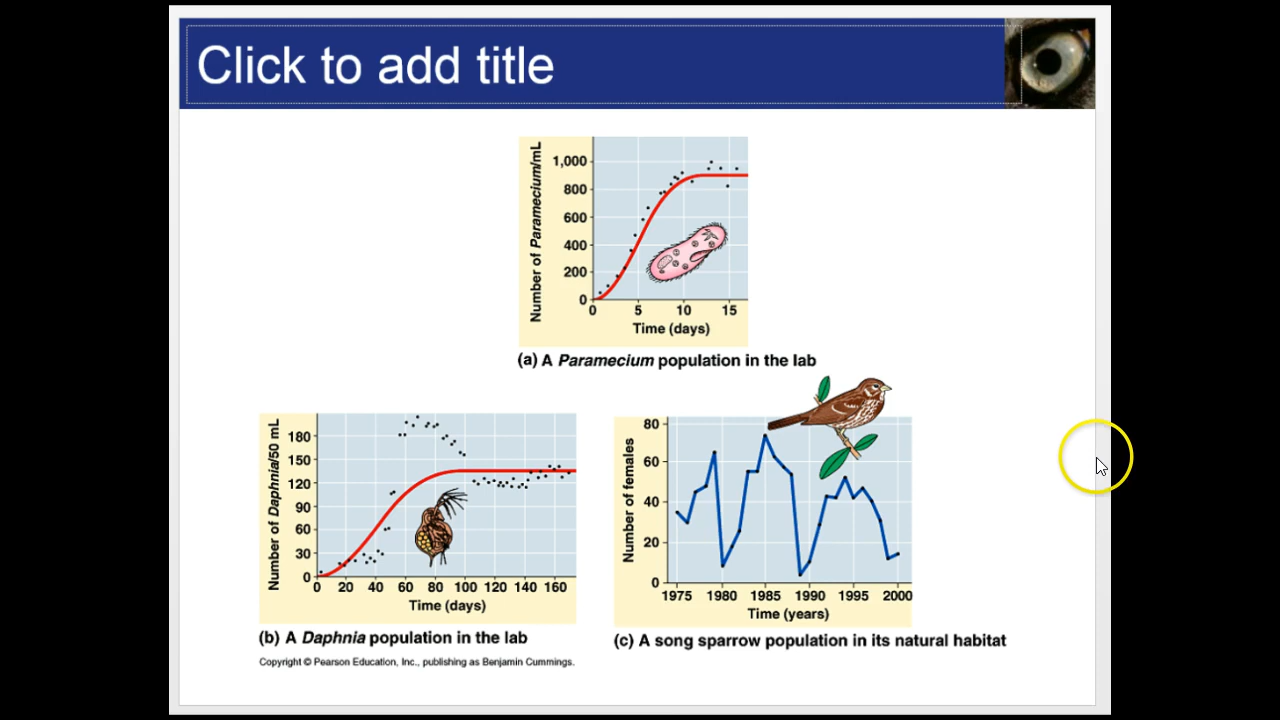 Click to add title
Number of Paramecium/mL
1,000
800
600
400
200
0
0 5 10 15
Time (days)
(a) A Paramecium population in the lab
Number of Daphnia/50 mL
180
150
120
90
60
30
0
0 20 40 60 80 100 120 140 160
Time (days)
(b) A Daphnia population in the lab
Number of females
80
60
40
20
0
1975 1980 1985 1990 1995 2000
Time (years)
(c) A song sparrow population in its natural habitat
Copyright © Pearson Education, Inc., publishing as Benjamin Cummings.